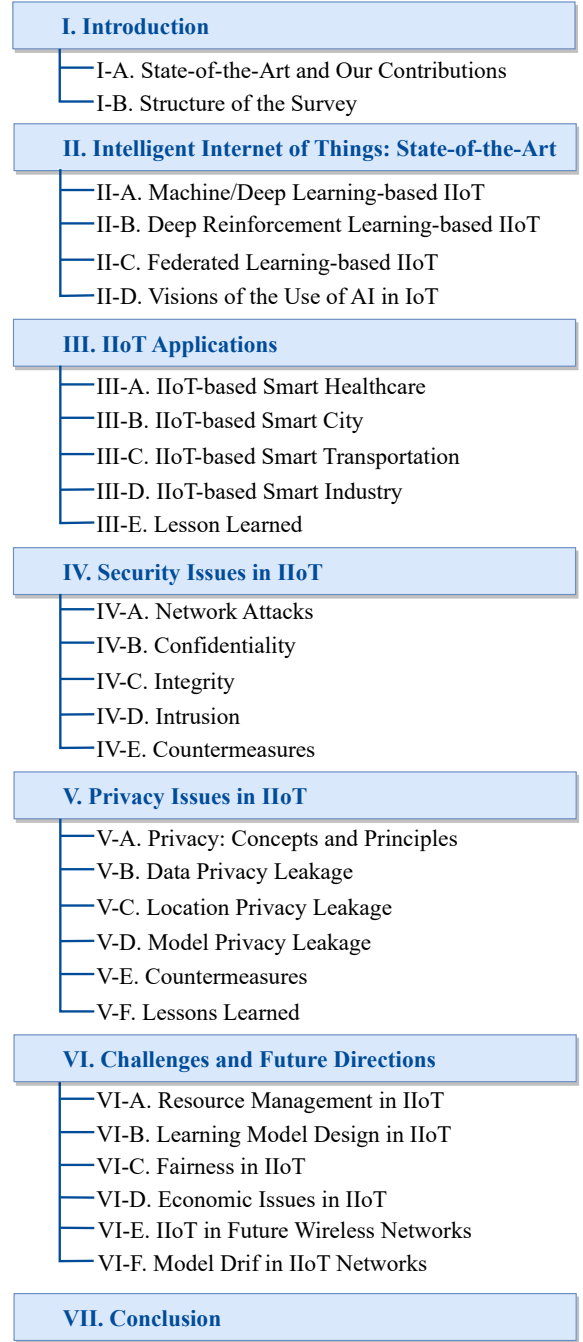 I. Introduction
I-A. State-of-the-Art and Our Contributions
I-B. Structure of the Survey
II. Intelligent Internet of Things: State-of-the-Art
II-A. Machine/Deep Learning-based IIoT
II-B. Deep Reinforcement Learning-based IIoT
II-C. Federated Learning-based IIoT
II-D. Visions of the Use of AI in IoT
III. IIoT Applications
III-A. IIoT-based Smart Healthcare
III-B. IIoT-based Smart City
III-C. IIoT-based Smart Transportation
III-D. IIoT-based Smart Industry
III-E. Lesson Learned
IV. Security Issues in IIoT
IV-A. Network Attacks
IV-B. Confidentiality
IV-C. Integrity
IV-D. Intrusion
IV-E. Countermeasures
V. Privacy Issues in IIoT
V-A. Privacy: Concepts and Principles
V-B. Data Privacy Leakage
V-C. Location Privacy Leakage
V-D. Model Privacy Leakage
V-E. Countermeasures
V-F. Lessons Learned
VI. Challenges and Future Directions
VI-A. Resource Management in IIoT
VI-B. Learning Model Design in IIoT
VI-C. Fairness in IIoT
VI-D. Economic Issues in IIoT
VI-E. IIoT in Future Wireless Networks
VI-F. Model Drif in IIoT Networks
VII. Conclusion